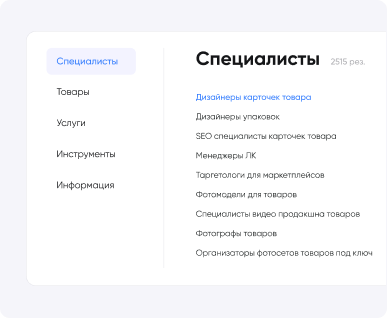 Специалисты
Товары
Услуги
Инструменты
Информация
Специалисты 2515 рез.
Дизайнеры карточек товара
Дизайнеры упаковок
SEO специалисты карточек товара
Менеджеры ЛК
Таргетологи для маркетплейсов
Фотомодели для товаров
Специалисты видео продакшна товаров
Фотографы товаров
Организаторы фотосетов товаров под ключ